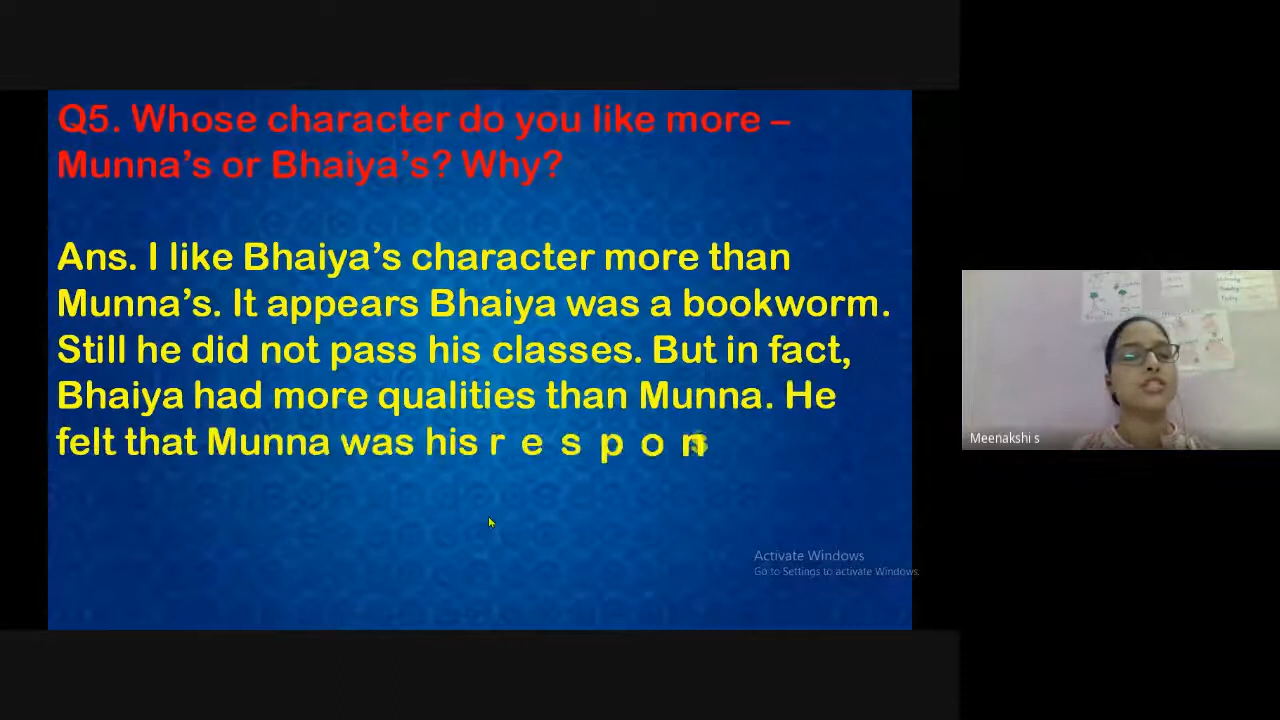 Q5. Whose character do you like more –
Munna's or Bhaiya's? Why?
Ans. I like Bhaiya's character more than
Munna's. It appears Bhaiya was a bookworm.
Still he did not pass his classes. But in fact,
Bhaiya had more qualities than Munna. He
felt that Munna was his r e s p o n
Activate Windows
Go to Settings to activate Windows.
Meenakshi s